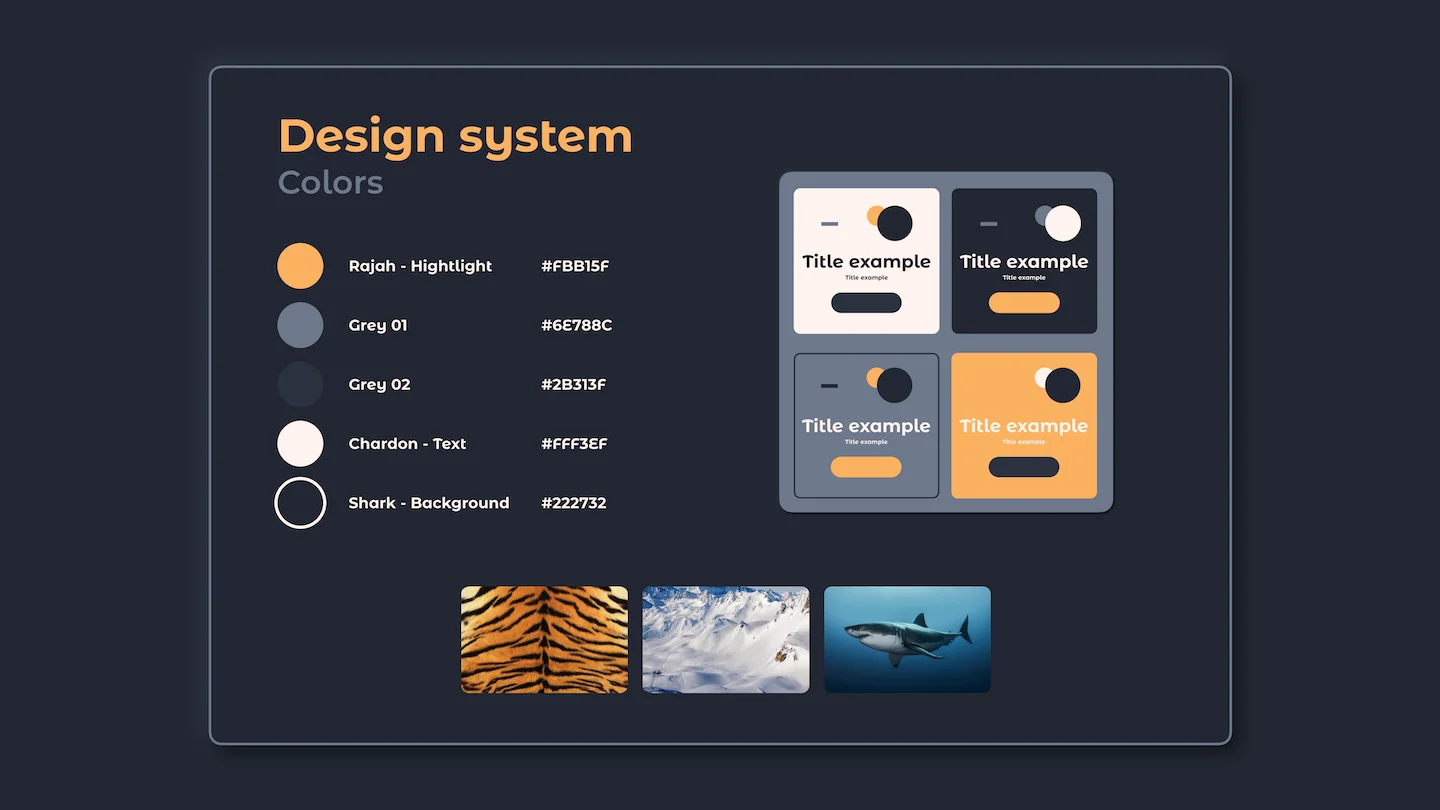 Design system
Colors
Rajah - Hightlight #FBB15F
Grey 01 #6E788C
Grey 02 #2B313F
Chardon - Text #FFF3EF
Shark - Background #222732
Title example
Title example
Title example
Title example
Title example
Title example
Title example
Title example